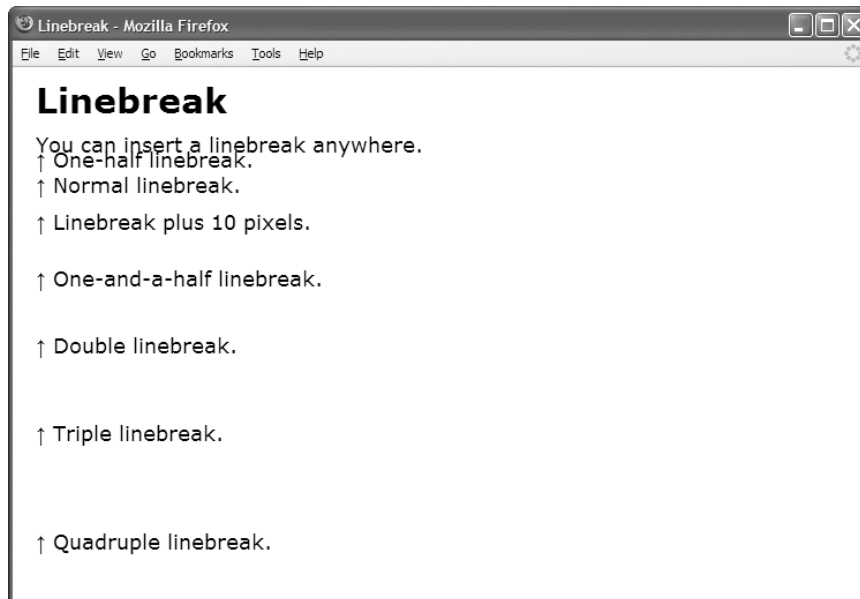 Linebreak - Mozilla Firefox
File Edit View Go Bookmarks Tools Help
Linebreak
You can insert a linebreak anywhere.
↑ One-half linebreak.
↑ Normal linebreak.
↑ Linebreak plus 10 pixels.
↑ One-and-a-half linebreak.
↑ Double linebreak.
↑ Triple linebreak.
↑ Quadruple linebreak.